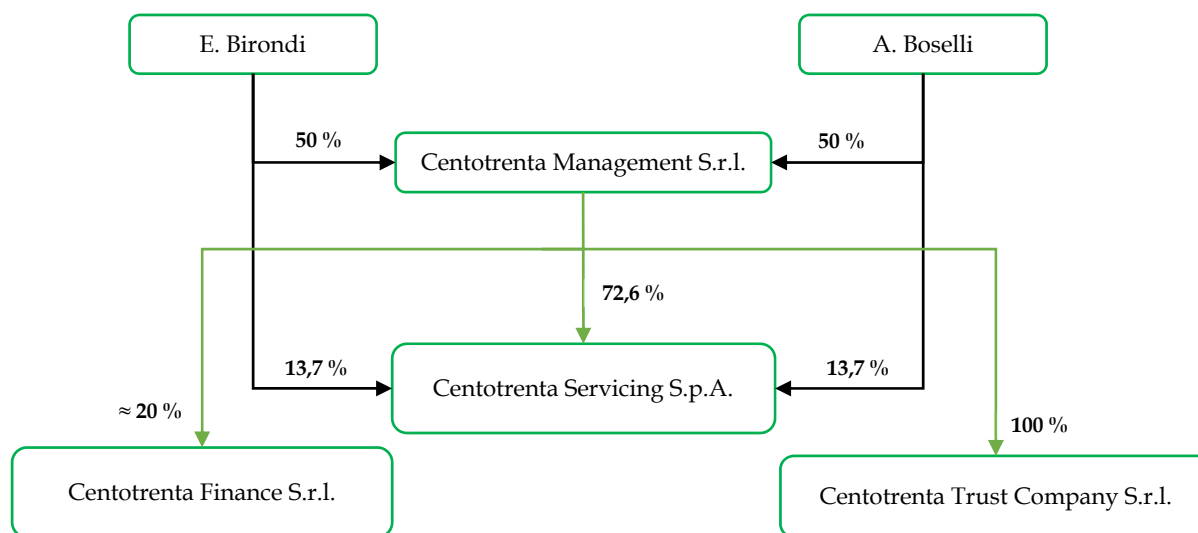 E. Birondi
A. Boselli
50 %
50 %
Centotrenta Management S.r.l.
72,6 %
13,7 %
13,7 %
Centotrenta Servicing S.p.A.
≈ 20 %
100 %
Centotrenta Finance S.r.l.
Centotrenta Trust Company S.r.l.